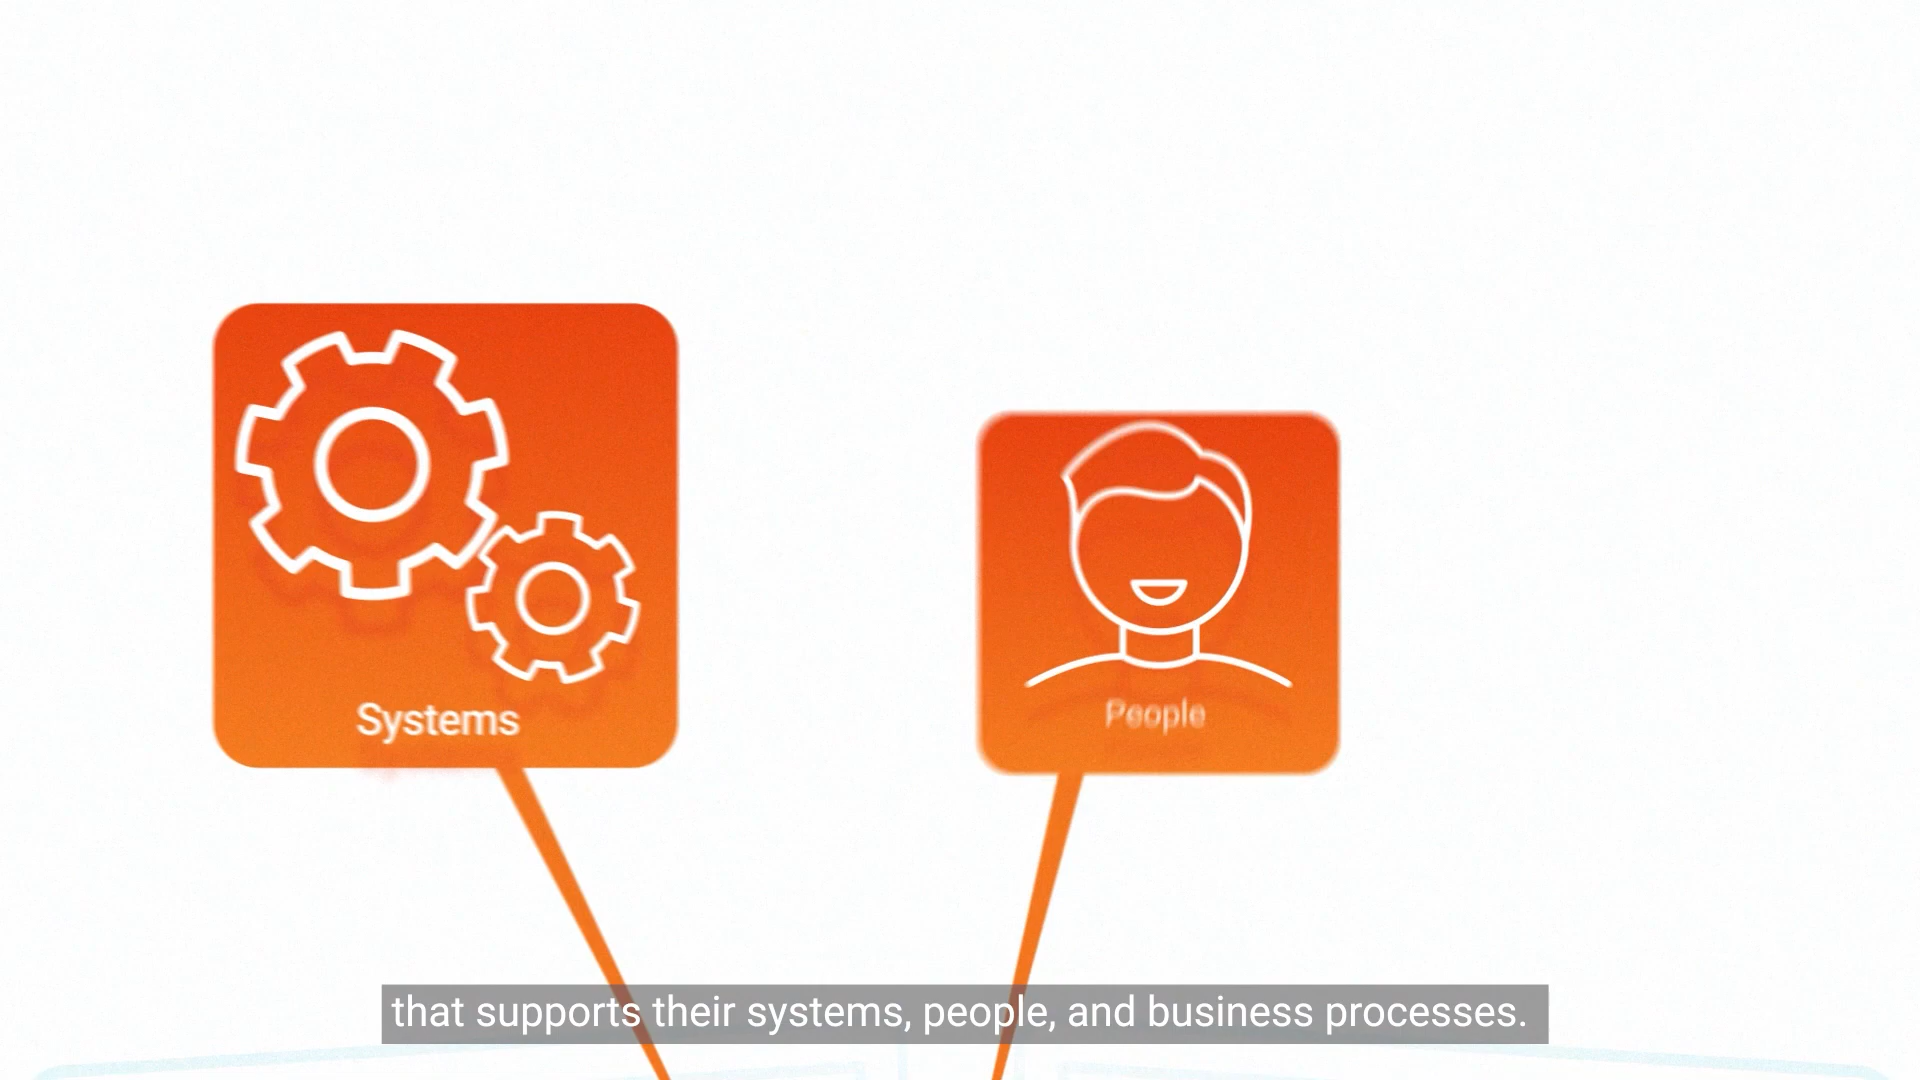 Systems
People
that supports their systems, people, and business processes.